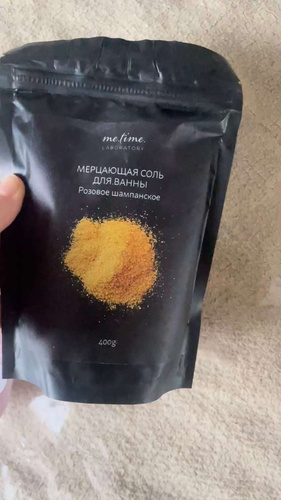 me.time.
LABORATORY
МЕРЦАЮЩАЯ СОЛЬ
ДЛЯ ВАННЫ
Розовое шампанское
400g